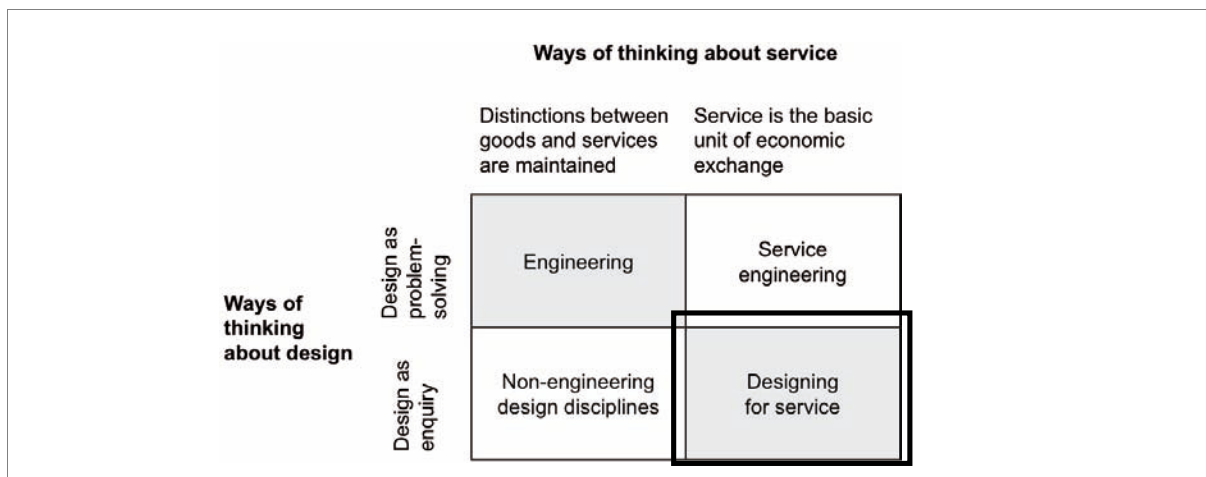 Ways of thinking about service
Distinctions between
goods and services
are maintained
Service is the basic
unit of economic
exchange
Ways of
thinking
about design
Design as
problem-
solving
Engineering
Service
engineering
Design as
enquiry
Non-engineering
design disciplines
Designing
for service